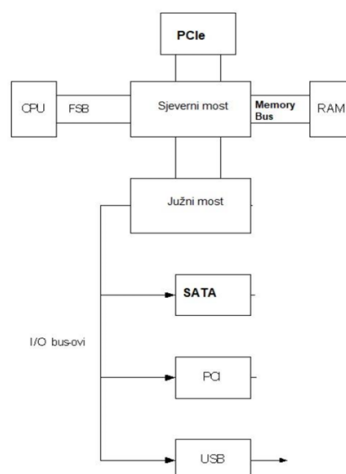 PCIe
CPU
FSB
Sjeverni most
Memory
Bus
RAM
Južni most
SATA
I/O bus-ovi
PCI
USB